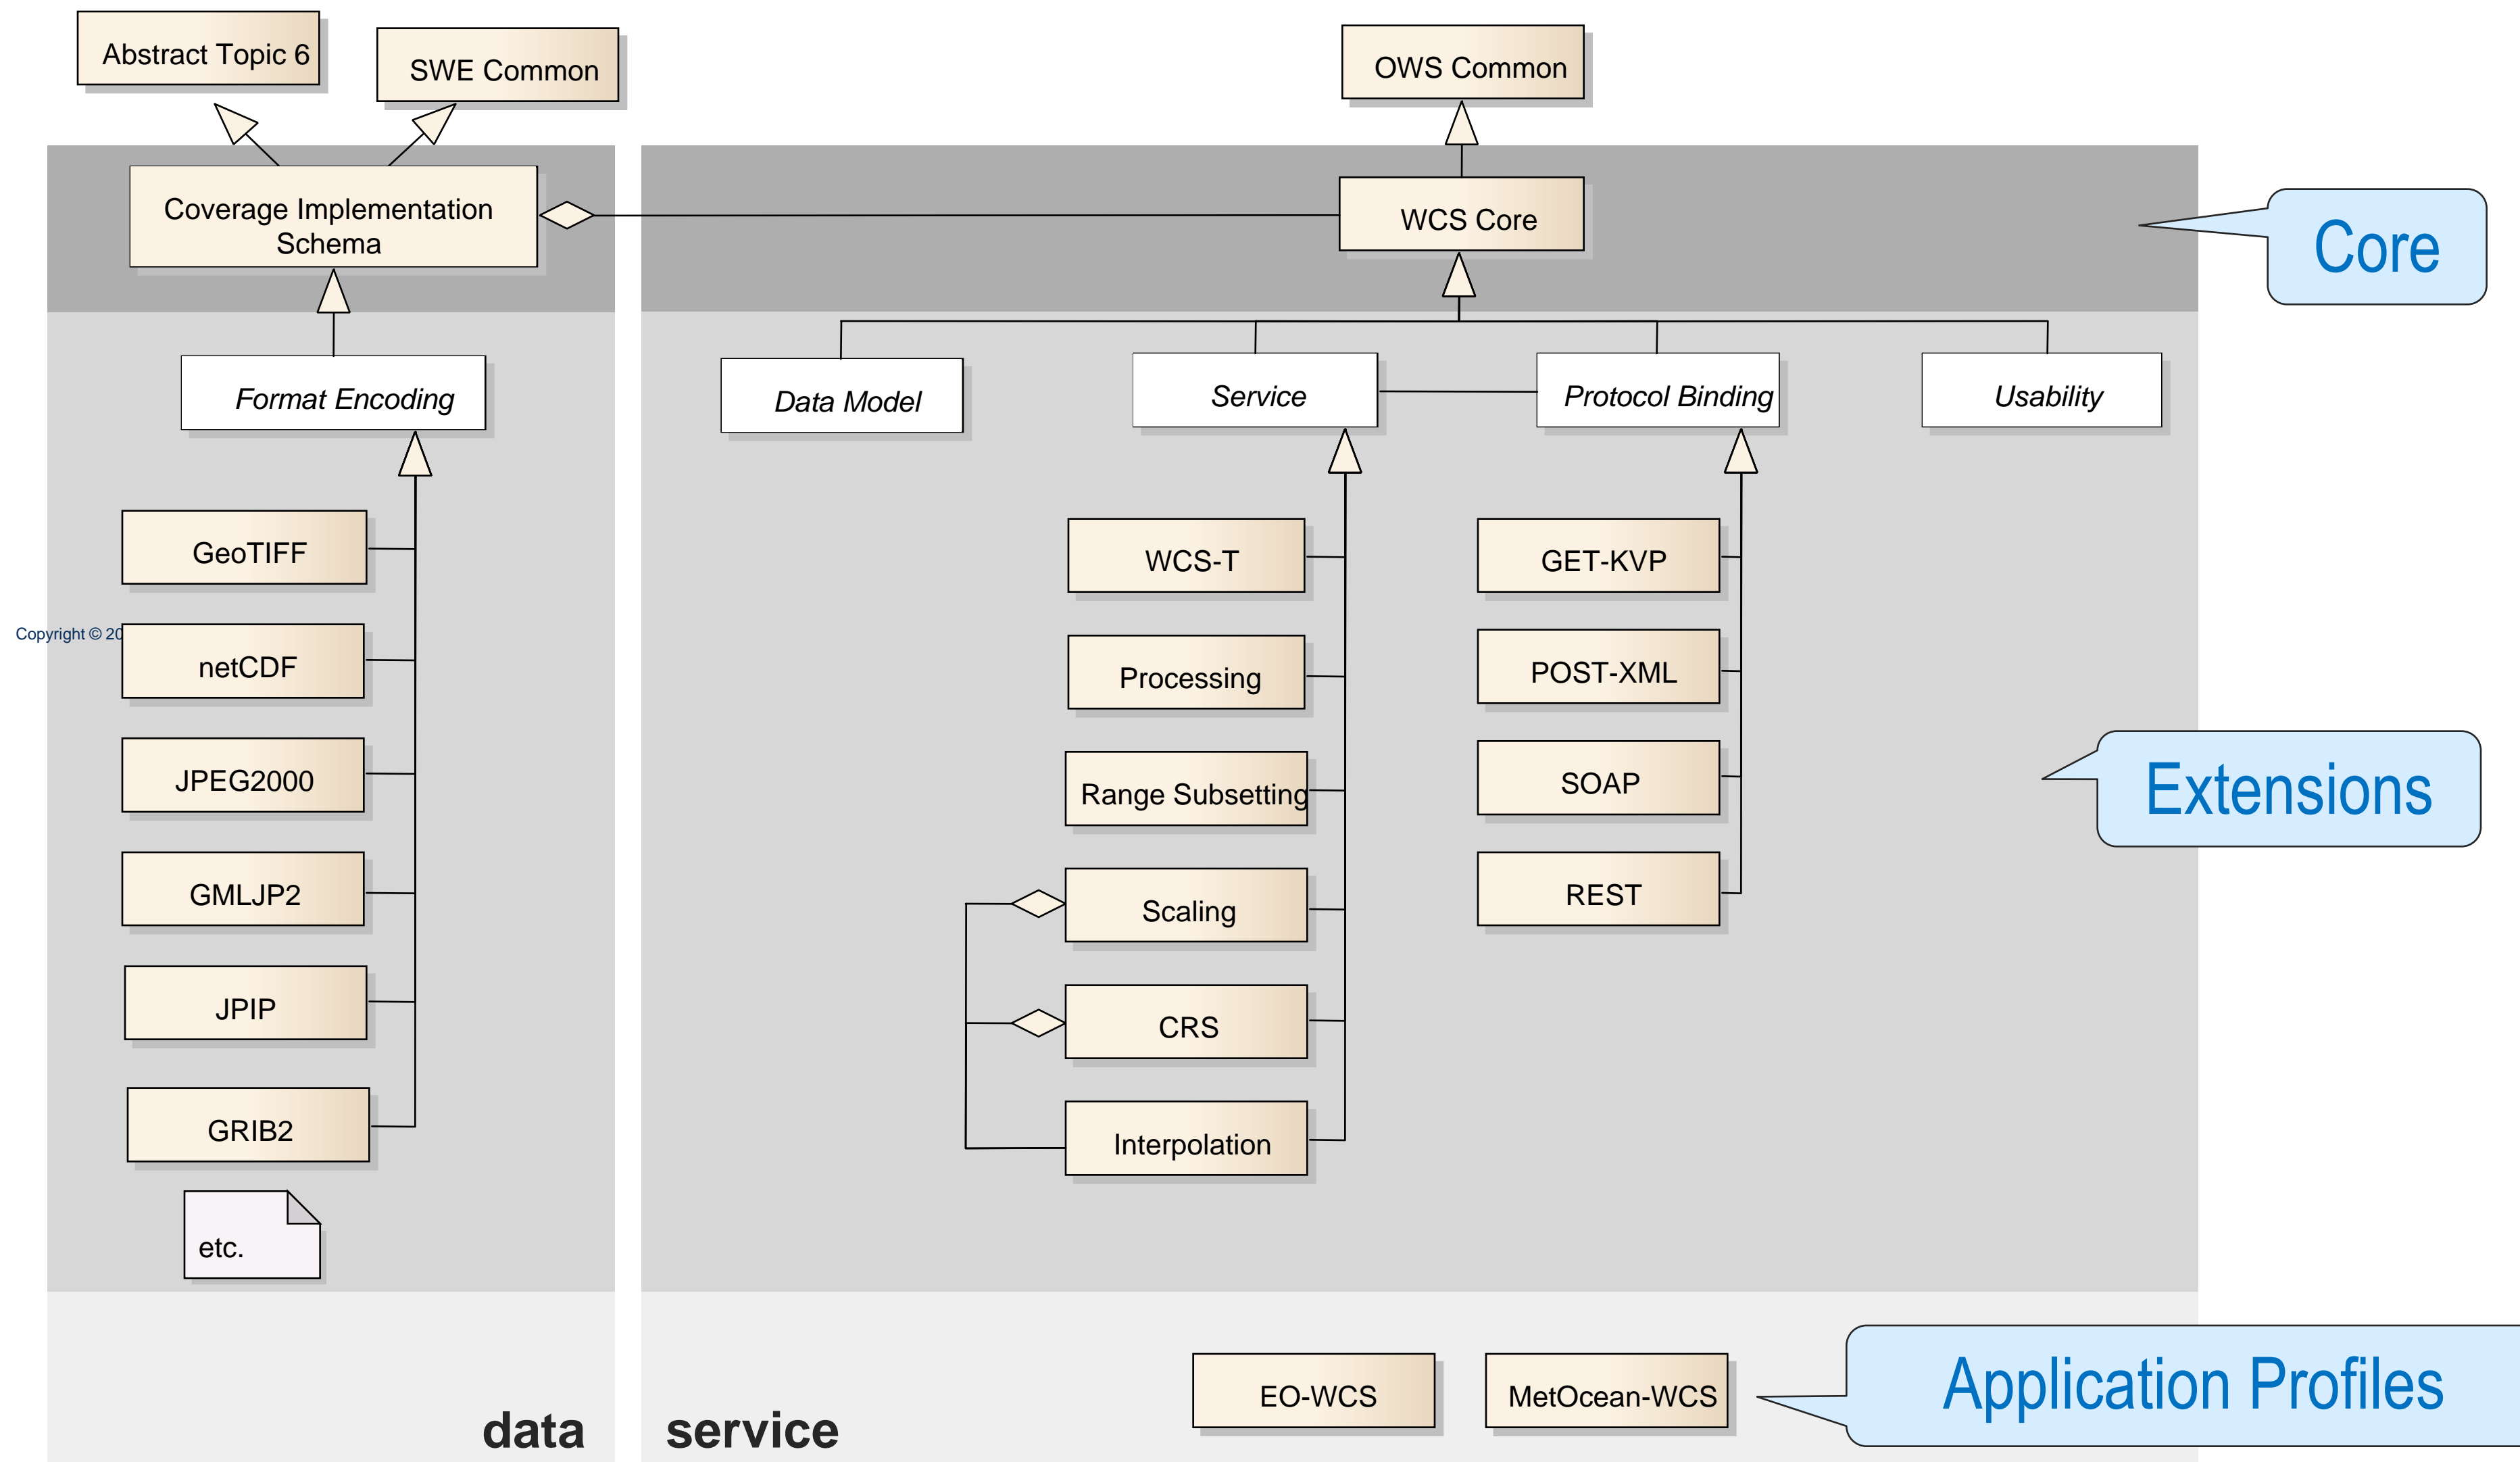 Abstract Topic 6
SWE Common
OWS Common
Coverage Implementation
Schema
WCS Core
Core
Format Encoding
Data Model
Service
Protocol Binding
Usability
GeoTIFF
netCDF
JPEG2000
GMLJP2
JPIP
GRIB2
etc.
Copyright © 20
WCS-T
Processing
Range Subsetting
Scaling
CRS
Interpolation
GET-KVP
POST-XML
SOAP
REST
Extensions
EO-WCS
MetOcean-WCS
Application Profiles
data
service